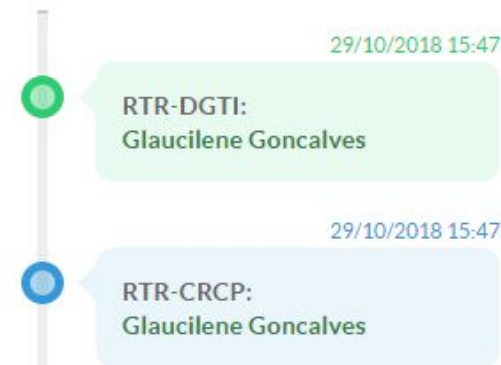 29/10/2018 15:47
RTR-DGTI:
Glaucilene Goncalves
29/10/2018 15:47
RTR-CRCP:
Glaucilene Goncalves